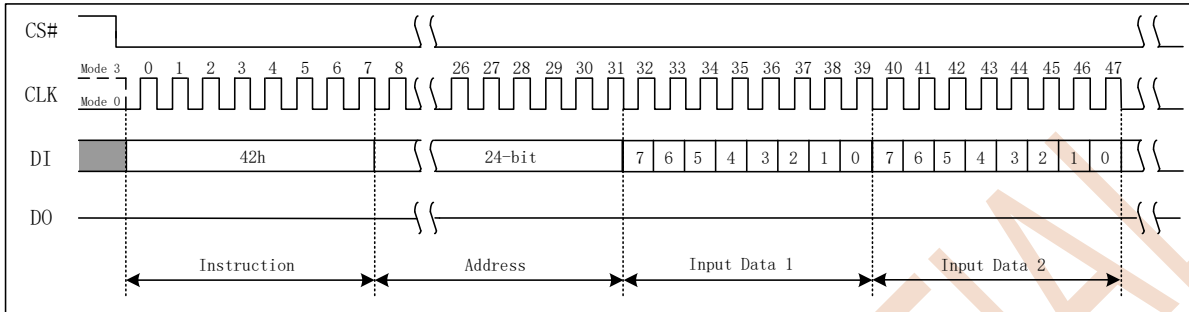 CS#
Mode 3 0 1 2 3 4 5 6 7 8 26 27 28 29 30 31 32 33 34 35 36 37 38 39 40 41 42 43 44 45 46 47
CLK
Mode 0
DI 42h 24-bit 7 6 5 4 3 2 1 0 7 6 5 4 3 2 1 0
DO
Instruction Address Input Data 1 Input Data 2